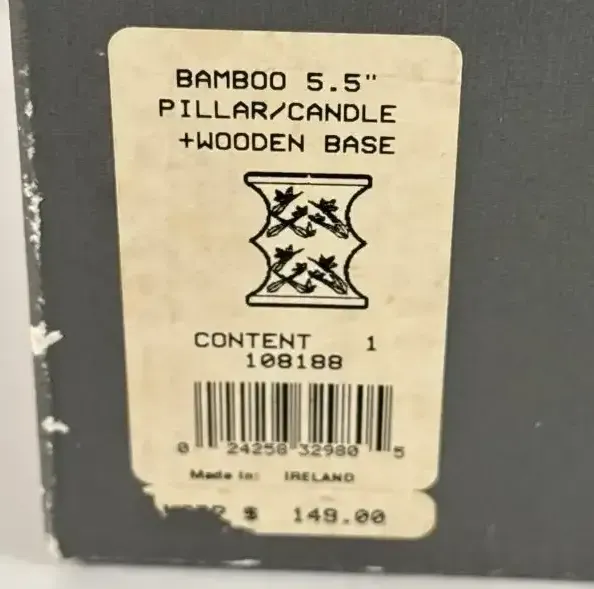 BAMBOO 5.5"
PILLAR/CANDLE
+WOODEN BASE
CONTENT 1
108188
0 24258 32980 5
Made In: IRELAND
$ 149.00